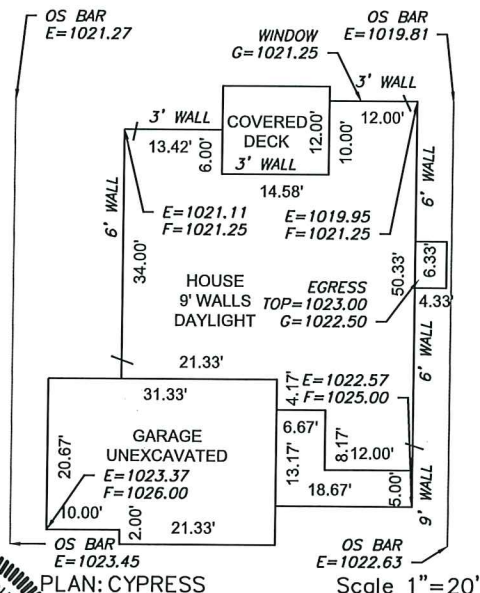 OS BAR
E=1021.27
OS BAR
E=1019.81
WINDOW
G=1021.25
3' WALL
12.00'
3' WALL
13.42'
6.00'
COVERED
DECK
12.00'
10.00'
3' WALL
14.58'
6' WALL
6' WALL
E=1021.11
F=1021.25
E=1019.95
F=1021.25
34.00'
50.33'
6.33'
4.33'
HOUSE
9' WALLS
DAYLIGHT
EGRESS
TOP=1023.00
G=1022.50
6' WALL
21.33'
31.33'
4.17'
E=1022.57
F=1025.00
6.67'
GARAGE
UNEXCAVATED
20.67'
13.17'
8.17'
12.00'
E=1023.37
F=1026.00
18.67'
5.00'
9' WALL
10.00'
2.00'
21.33'
OS BAR
E=1023.45
OS BAR
E=1022.63
PLAN: CYPRESS
Scale 1"=20'